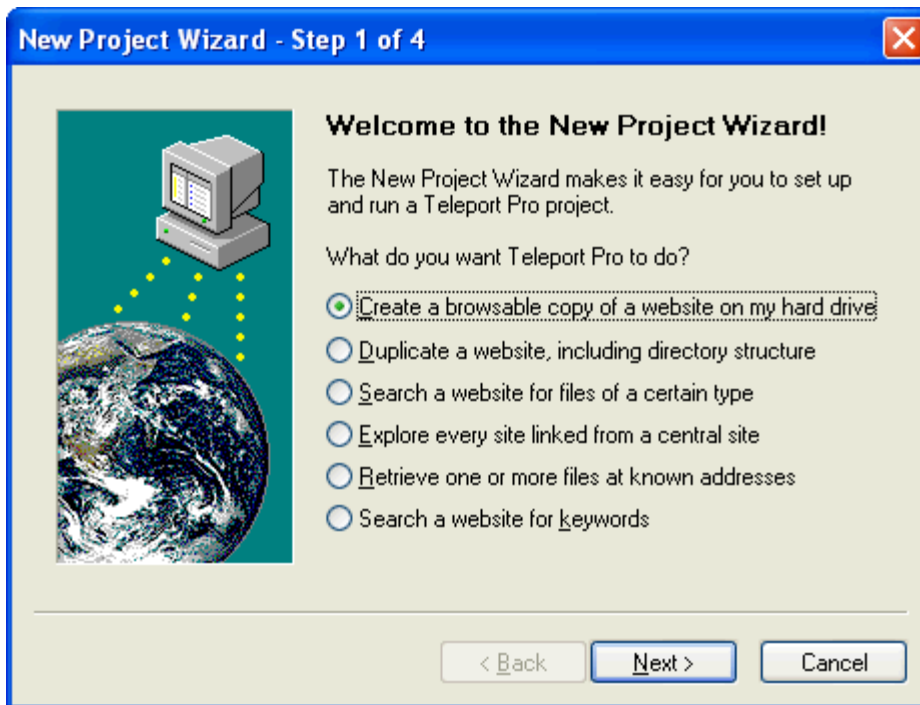 New Project Wizard - Step 1 of 4
Welcome to the New Project Wizard!
The New Project Wizard makes it easy for you to set up
and run a Teleport Pro project.
What do you want Teleport Pro to do?
Create a browsable copy of a website on my hard drive
Duplicate a website, including directory structure
Search a website for files of a certain type
Explore every site linked from a central site
Retrieve one or more files at known addresses
Search a website for keywords
< Back Next > Cancel